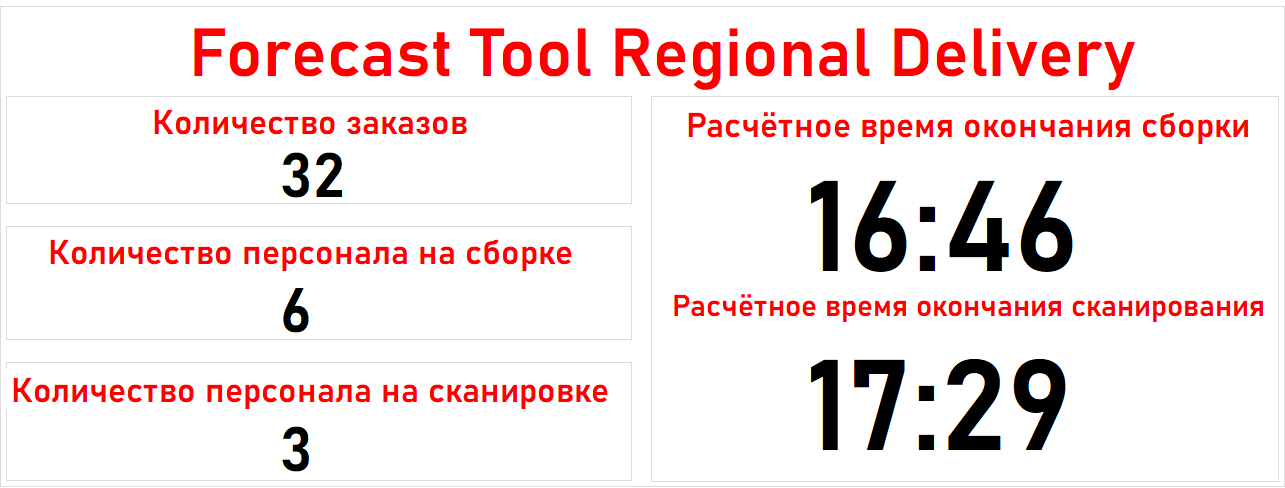 Forecast Tool Regional Delivery
Количество заказов
32
Количество персонала на сборке
6
Количество персонала на сканировке
3
Расчётное время окончания сборки
16:46
Расчётное время окончания сканирования
17:29